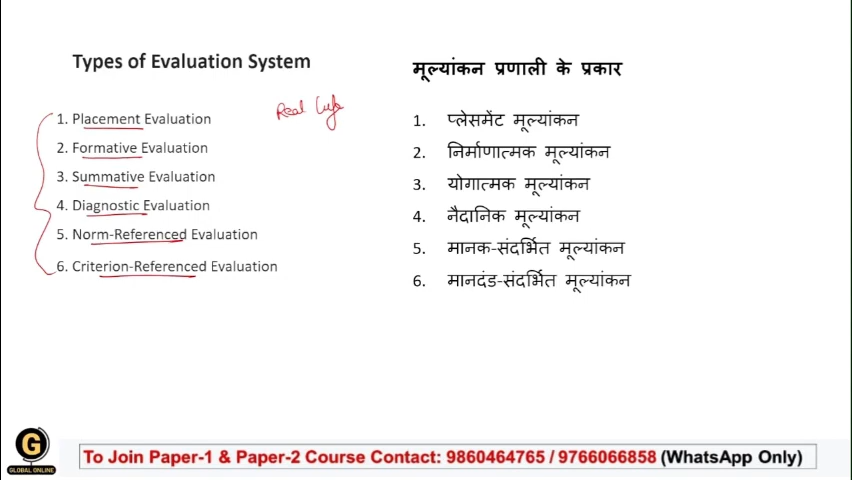 Types of Evaluation System
1. Placement Evaluation
2. Formative Evaluation
3. Summative Evaluation
4. Diagnostic Evaluation
5. Norm-Referenced Evaluation
6. Criterion-Referenced Evaluation
Real Life
मूल्यांकन प्रणाली के प्रकार
1. प्लेसमेंट मूल्यांकन
2. निर्माणात्मक मूल्यांकन
3. योगात्मक मूल्यांकन
4. नैदानिक मूल्यांकन
5. मानक-संदर्भित मूल्यांकन
6. मानदंड-संदर्भित मूल्यांकन
G
GLOBAL ONLINE
To Join Paper-1 & Paper-2 Course Contact: 9860464765 / 9766066858 (WhatsApp Only)